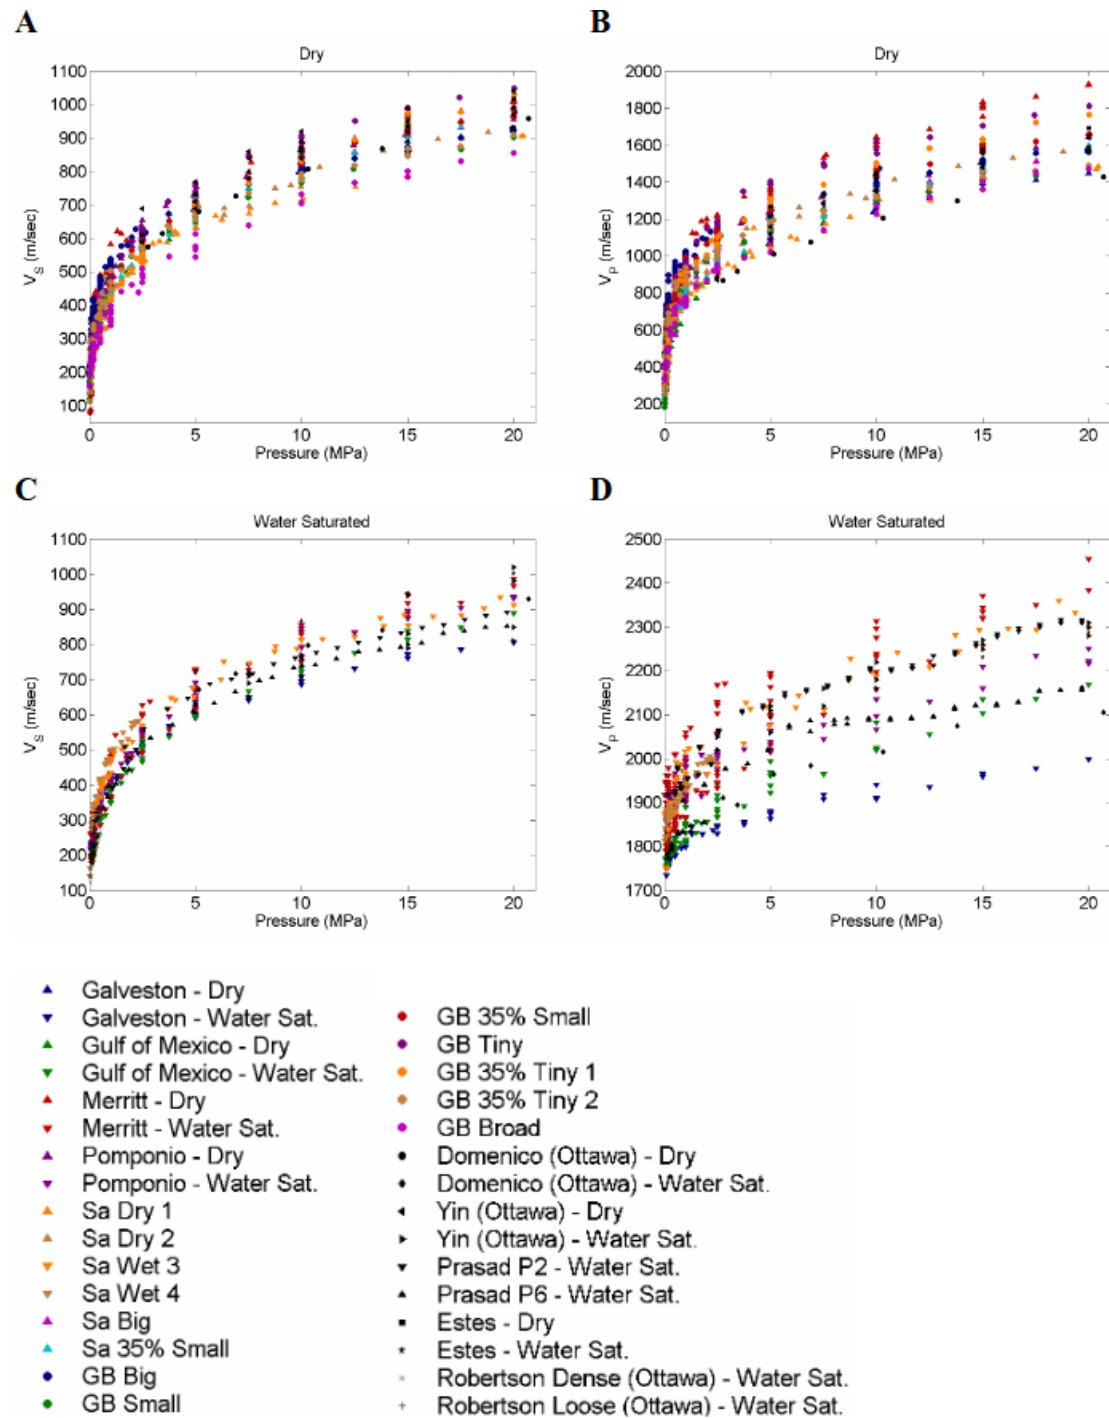 A
B
Dry
Dry
1100
1000
900
800
700
600
500
400
300
200
100
V_S (m/sec)
0
5
10
15
20
Pressure (MPa)
2000
1800
1600
1400
1200
1000
800
600
400
200
V_P (m/sec)
0
5
10
15
20
Pressure (MPa)
C
D
Water Saturated
Water Saturated
1100
1000
900
800
700
600
500
400
300
200
100
V_S (m/sec)
0
5
10
15
20
Pressure (MPa)
2500
2400
2300
2200
2100
2000
1900
1800
1700
V_P (m/sec)
0
5
10
15
20
Pressure (MPa)
Galveston - Dry
Galveston - Water Sat.
Gulf of Mexico - Dry
Gulf of Mexico - Water Sat.
Merritt - Dry
Merritt - Water Sat.
Pomponio - Dry
Pomponio - Water Sat.
Sa Dry 1
Sa Dry 2
Sa Wet 3
Sa Wet 4
Sa Big
Sa 35% Small
GB Big
GB Small
GB 35% Small
GB Tiny
GB 35% Tiny 1
GB 35% Tiny 2
GB Broad
Domenico (Ottawa) - Dry
Domenico (Ottawa) - Water Sat.
Yin (Ottawa) - Dry
Yin (Ottawa) - Water Sat.
Prasad P2 - Water Sat.
Prasad P6 - Water Sat.
Estes - Dry
Estes - Water Sat.
Robertson Dense (Ottawa) - Water Sat.
Robertson Loose (Ottawa) - Water Sat.